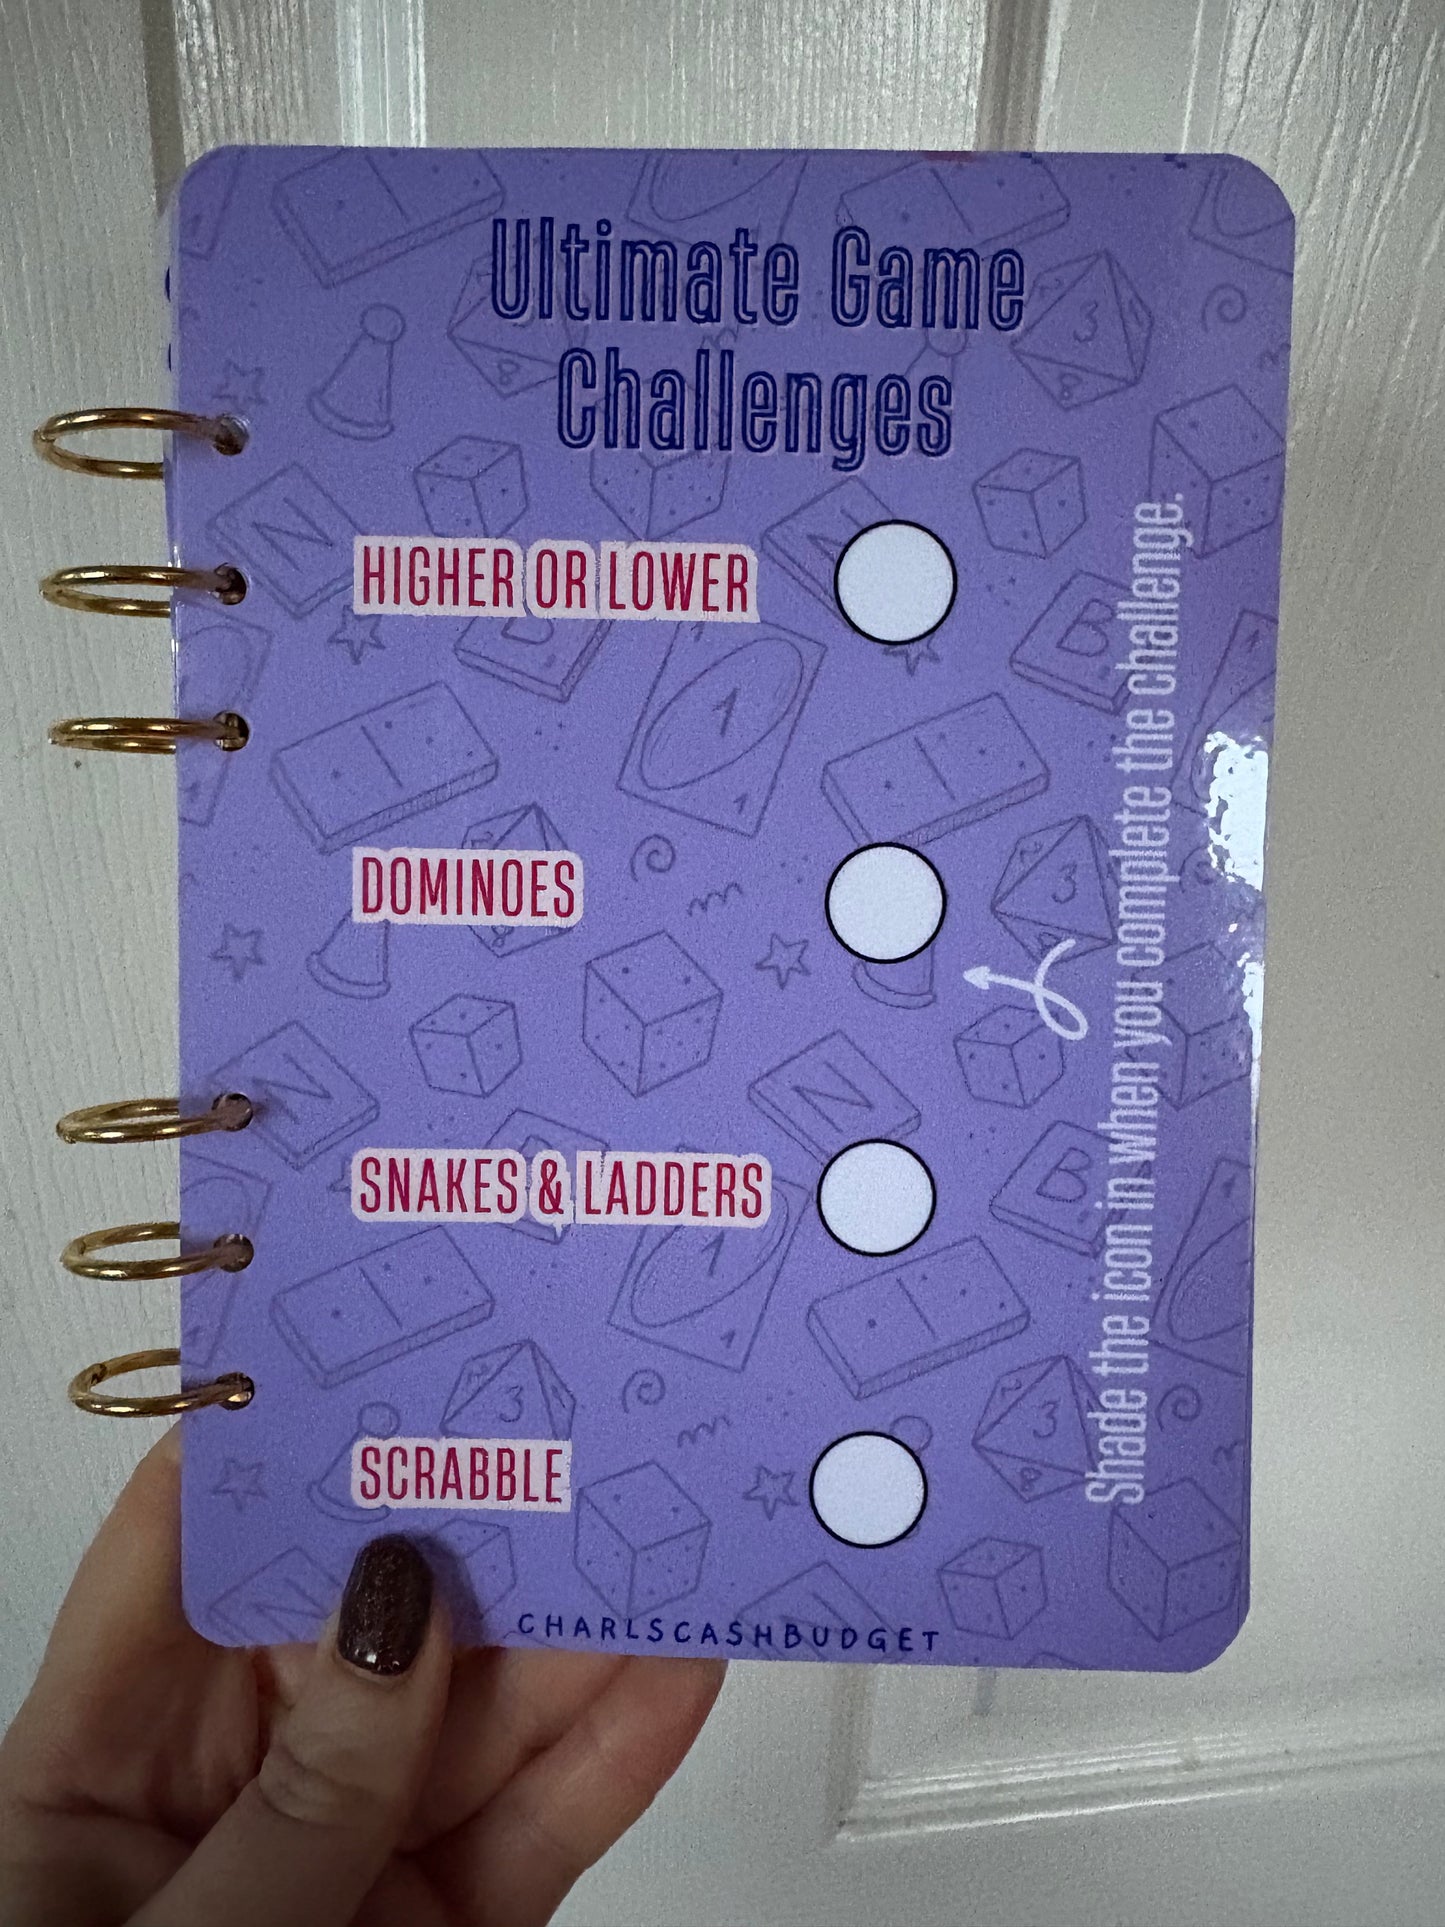 Ultimate Game
Challenges
HIGHER OR LOWER
DOMINOES
SNAKES & LADDERS
SCRABBLE
Shade the icon in when you complete the challenge.
CHARLSCASHBUDGET